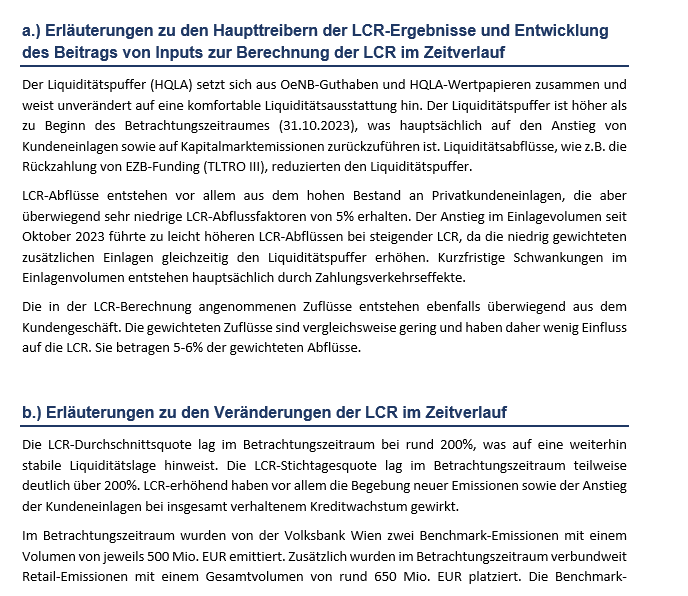 a.) Erläuterungen zu den Haupttreibern der LCR-Ergebnisse und Entwicklung
des Beitrags von Inputs zur Berechnung der LCR im Zeitverlauf
Der Liquiditätspuffer (HQLA) setzt sich aus OeNB-Guthaben und HQLA-Wertpapieren zusammen und
weist unverändert auf eine komfortable Liquiditätsausstattung hin. Der Liquiditätspuffer ist höher als
zu Beginn des Betrachtungszeitraumes (31.10.2023), was hauptsächlich auf den Anstieg von
Kundeneinlagen sowie auf Kapitalmarktemissionen zurückzuführen ist. Liquiditätsabflüsse, wie z.B. die
Rückzahlung von EZB-Funding (TLTRO III), reduzierten den Liquiditätspuffer.
LCR-Abflüsse entstehen vor allem aus dem hohen Bestand an Privatkundeneinlagen, die aber
überwiegend sehr niedrige LCR-Abflussfaktoren von 5% erhalten. Der Anstieg im Einlagevolumen seit
Oktober 2023 führte zu leicht höheren LCR-Abflüssen bei steigender LCR, da die niedrig gewichteten
zusätzlichen Einlagen gleichzeitig den Liquiditätspuffer erhöhen. Kurzfristige Schwankungen im
Einlagenvolumen entstehen hauptsächlich durch Zahlungsverkehrseffekte.
Die in der LCR-Berechnung angenommenen Zuflüsse entstehen ebenfalls überwiegend aus dem
Kundengeschäft. Die gewichteten Zuflüsse sind vergleichsweise gering und haben daher wenig Einfluss
auf die LCR. Sie betragen 5-6% der gewichteten Abflüsse.
b.) Erläuterungen zu den Veränderungen der LCR im Zeitverlauf
Die LCR-Durchschnittsquote lag im Betrachtungszeitraum bei rund 200%, was auf eine weiterhin
stabile Liquiditätslage hinweist. Die LCR-Stichtagesquote lag im Betrachtungszeitraum teilweise
deutlich über 200%. LCR-erhöhend haben vor allem die Begebung neuer Emissionen sowie der Anstieg
der Kundeneinlagen bei insgesamt verhaltenem Kreditwachstum gewirkt.
Im Betrachtungszeitraum wurden von der Volksbank Wien zwei Benchmark-Emissionen mit einem
Volumen von jeweils 500 Mio. EUR emittiert. Zusätzlich wurden im Betrachtungszeitraum verbundweit
Retail-Emissionen mit einem Gesamtvolumen von rund 650 Mio. EUR platziert. Die Benchmark-